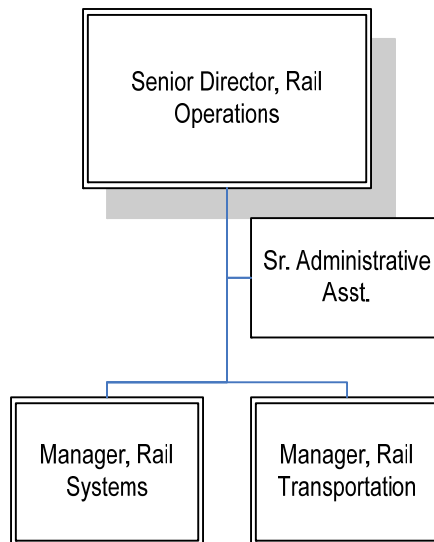 Senior Director, Rail
Operations
Sr. Administrative
Asst.
Manager, Rail
Systems
Manager, Rail
Transportation